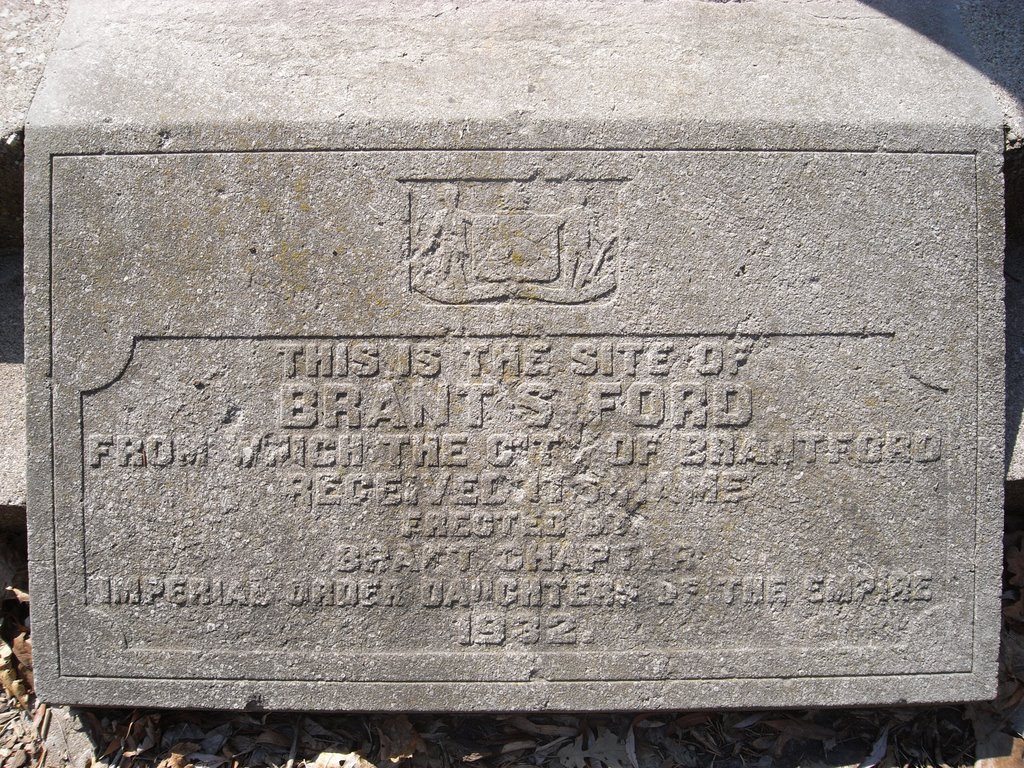 THIS IS THE SITE OF
BRANT'S FORD
FROM WHICH THE CITY OF BRANTFORD
RECEIVED ITS NAME
ERECTED BY
BRANT CHAPTER
IMPERIAL ORDER DAUGHTERS OF THE EMPIRE
1932.